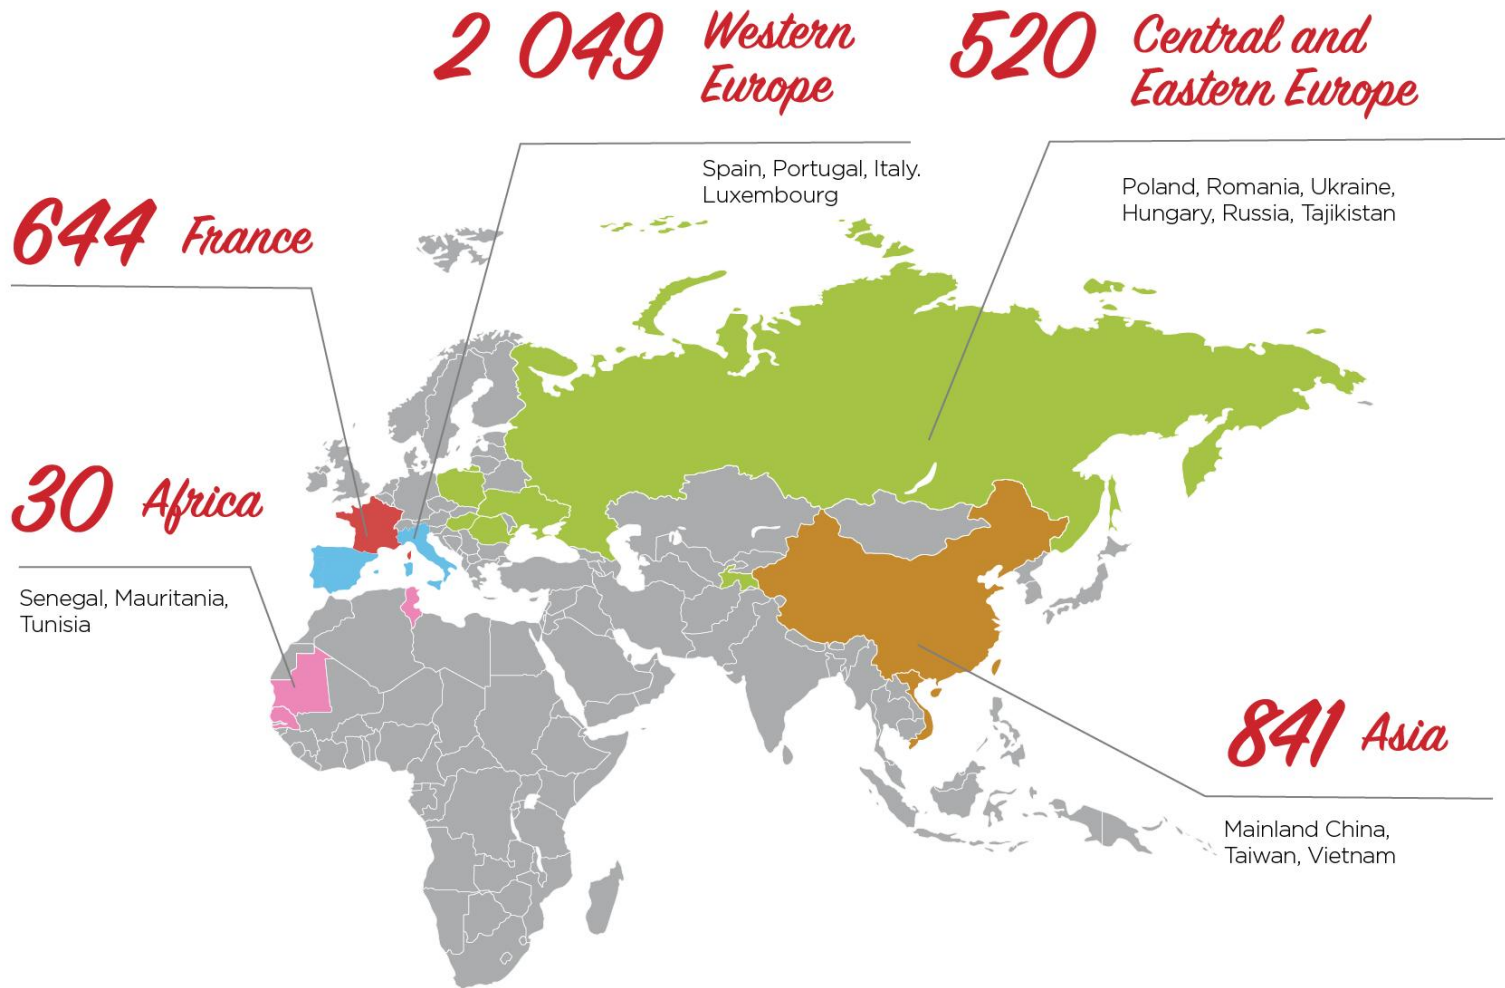 2 049 Western
Europe
Spain, Portugal, Italy.
Luxembourg
520 Central and
Eastern Europe
Poland, Romania, Ukraine,
Hungary, Russia, Tajikistan
644 France
30 Africa
Senegal, Mauritania,
Tunisia
841 Asia
Mainland China,
Taiwan, Vietnam